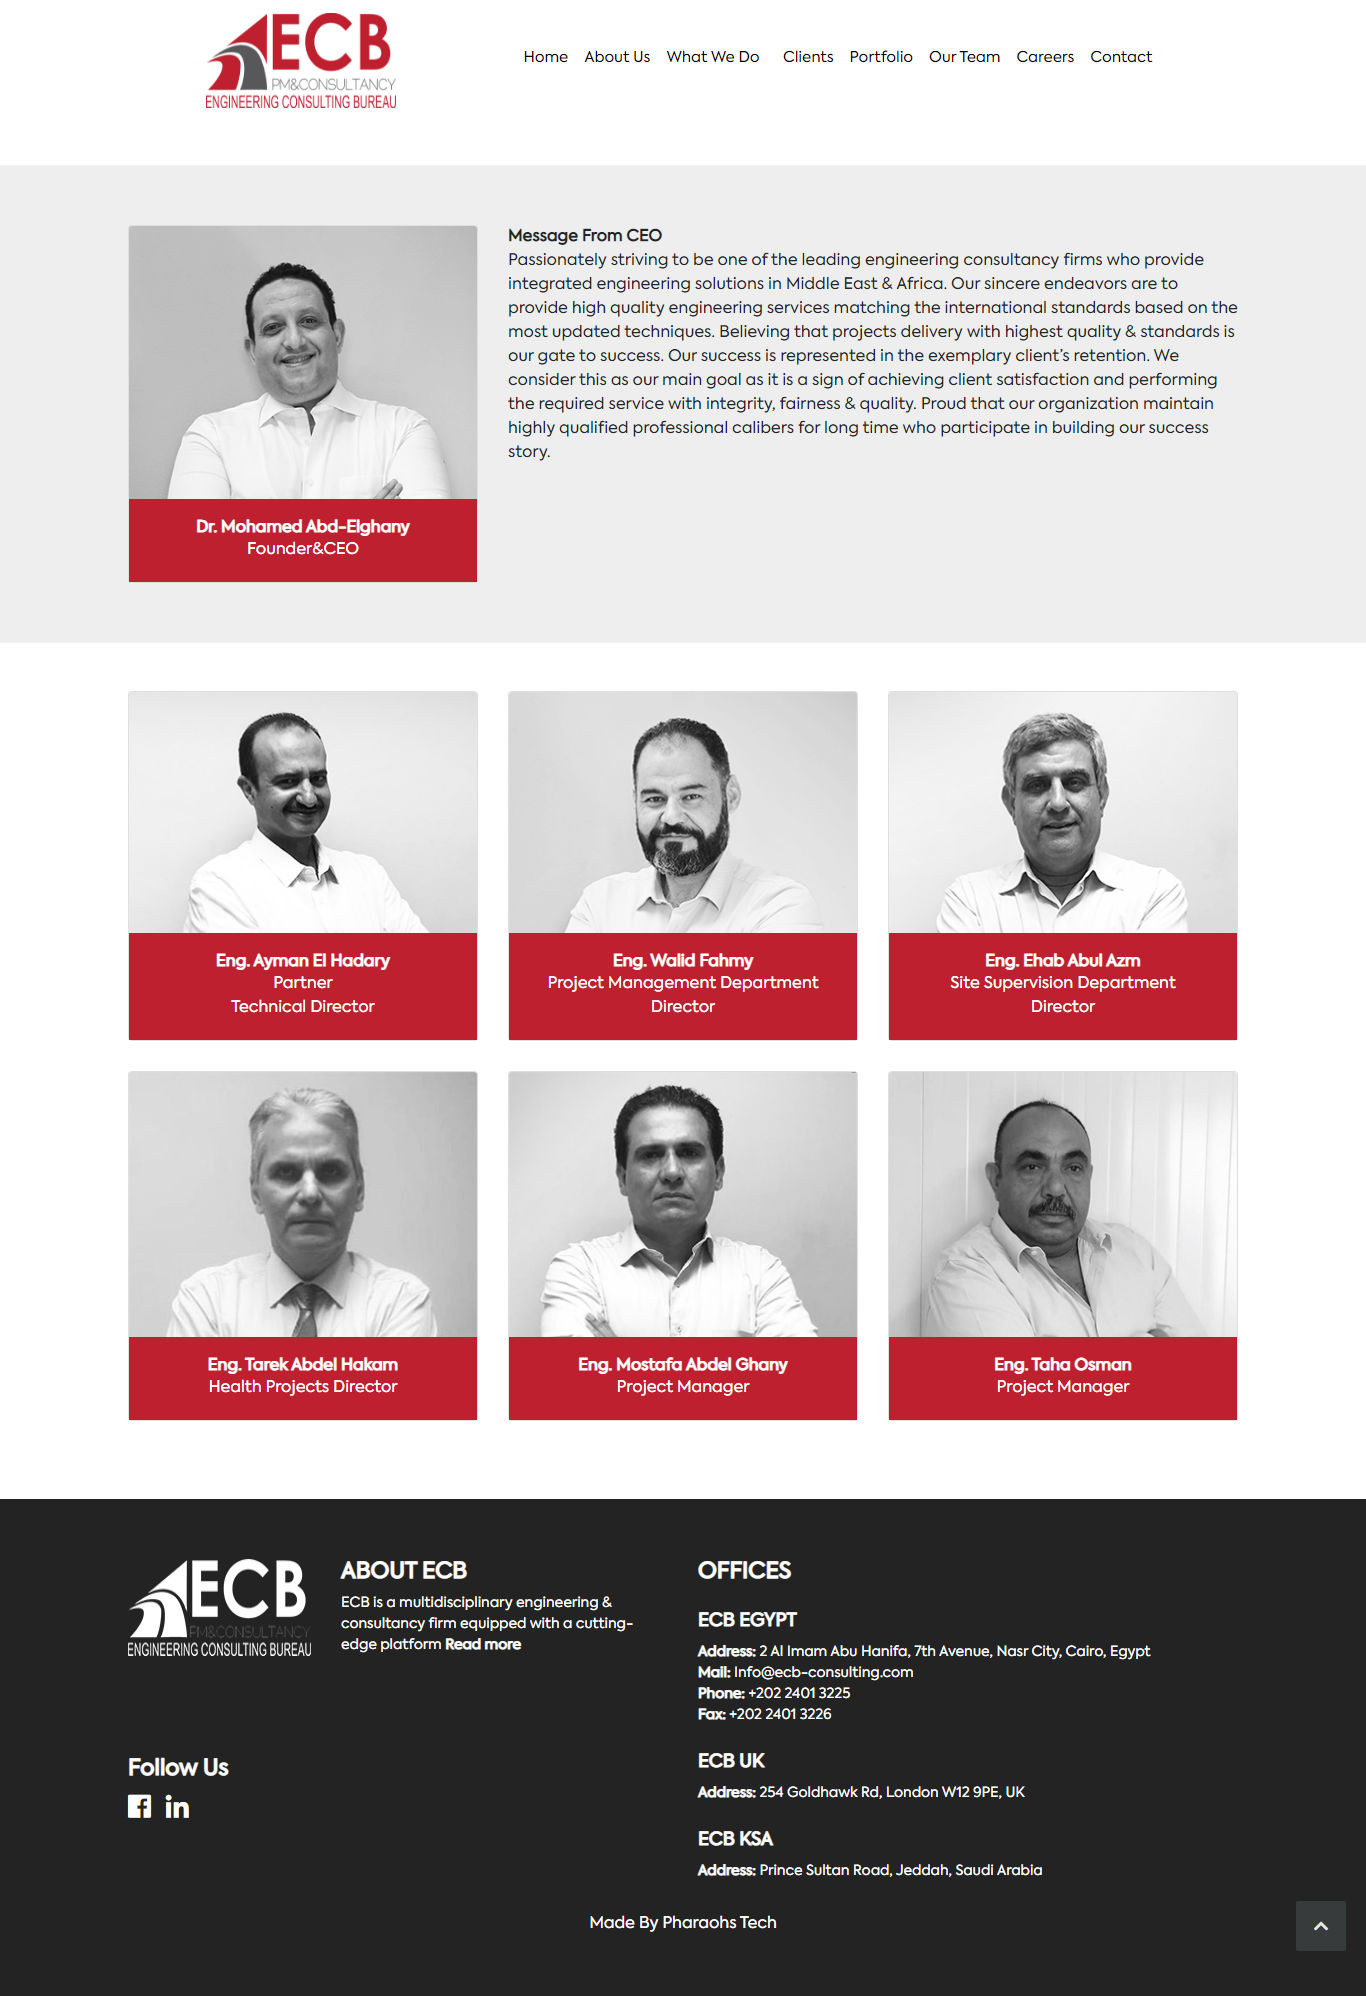 ECB
PM&CONSULTANCY
ENGINEERING CONSULTING BUREAU
Home About Us What We Do Clients Portfolio Our Team Careers Contact
Message From CEO
Passionately striving to be one of the leading engineering consultancy firms who provide
integrated engineering solutions in Middle East & Africa. Our sincere endeavors are to
provide high quality engineering services matching the international standards based on the
most updated techniques. Believing that projects delivery with highest quality & standards is
our gate to success. Our success is represented in the exemplary client’s retention. We
consider this as our main goal as it is a sign of achieving client satisfaction and performing
the required service with integrity, fairness & quality. Proud that our organization maintain
highly qualified professional calibers for long time who participate in building our success
story.
Dr. Mohamed Abd-Elghany
Founder&CEO
Eng. Ayman El Hadary
Partner
Technical Director
Eng. Walid Fahmy
Project Management Department
Director
Eng. Ehab Abul Azm
Site Supervision Department
Director
Eng. Tarek Abdel Hakam
Health Projects Director
Eng. Mostafa Abdel Ghany
Project Manager
Eng. Taha Osman
Project Manager
ECB
PM&CONSULTANCY
ENGINEERING CONSULTING BUREAU
ABOUT ECB
ECB is a multidisciplinary engineering &
consultancy firm equipped with a cutting-
edge platform Read more
Follow Us
OFFICES
ECB EGYPT
Address: 2 Al Imam Abu Hanifa, 7th Avenue, Nasr City, Cairo, Egypt
Mail: Info@ecb-consulting.com
Phone: +202 2401 3225
Fax: +202 2401 3226
ECB UK
Address: 254 Goldhawk Rd, London W12 9PE, UK
ECB KSA
Address: Prince Sultan Road, Jeddah, Saudi Arabia
Made By Pharaohs Tech